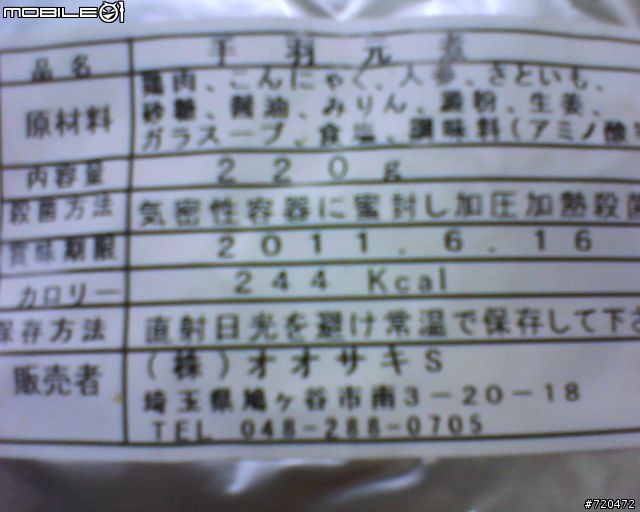 MOBILE01
品名 手羽元煮
原材料 鶏肉、こんにゃく、人参、さといも、
砂糖、醤油、みりん、澱粉、生姜、
ガラスープ、食塩、調味料(アミノ酸
内容量 220g
殺菌方法 気密性容器に密封し加圧加熱殺菌
賞味期限 2011.6.16
カロリー 244 Kcal
保存方法 直射日光を避け常温で保存して下さ
販売者 (株)オオサキS
埼玉県鳩ヶ谷市南3-20-18
TEL 048-288-0705
#720472